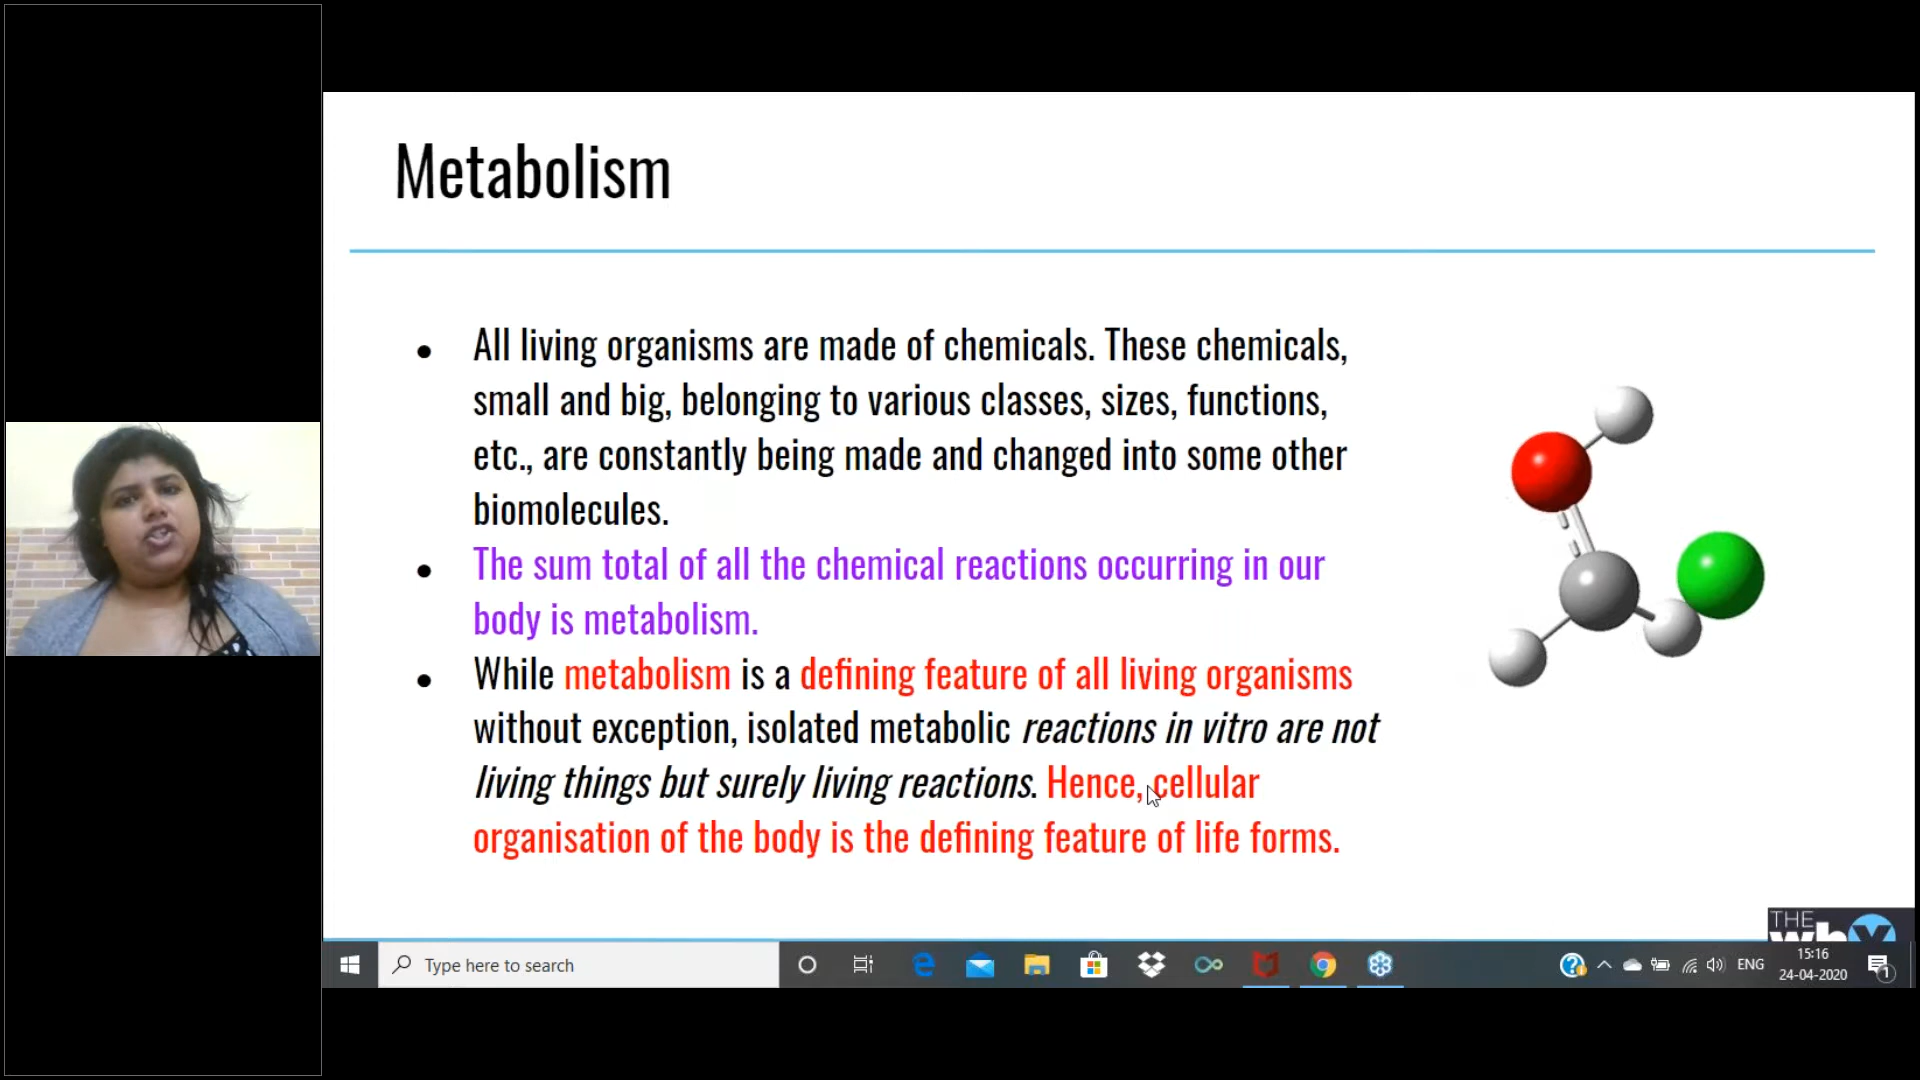 Metabolism
● All living organisms are made of chemicals. These chemicals,
small and big, belonging to various classes, sizes, functions,
etc., are constantly being made and changed into some other
biomolecules.
● The sum total of all the chemical reactions occurring in our
body is metabolism.
● While metabolism is a defining feature of all living organisms
without exception, isolated metabolic reactions in vitro are not
living things but surely living reactions. Hence, cellular
organisation of the body is the defining feature of life forms.
THE
Type here to search
ENG
15:16
24-04-2020
1